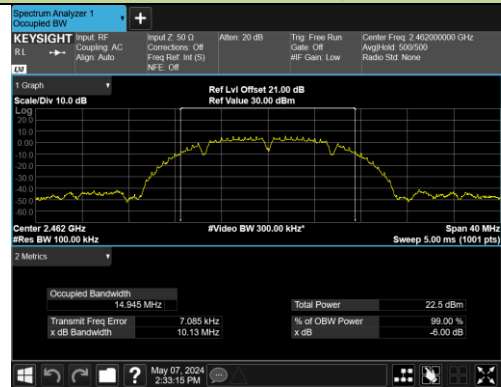 Spectrum Analyzer 1
Occupied BW
+
KEYSIGHT
RL
LXI
Input: RF
Coupling: AC
Align: Auto
Input Z: 50 Ω
Corrections: Off
Freq Ref: Int (S)
NFE: Off
Atten: 20 dB
Trig: Free Run
Gate: Off
#IF Gain: Low
Center Freq: 2.462000000 GHz
Avg|Hold: 500/500
Radio Std: None
1 Graph
Scale/Div 10.0 dB
Ref Lvl Offset 21.00 dB
Ref Value 30.00 dBm
Log
20.0
10.0
0.00
-10.0
-20.0
-30.0
-40.0
-50.0
-60.0
Center 2.462 GHz
#Res BW 100.00 kHz
#Video BW 300.00 kHz*
Span 40 MHz
Sweep 5.00 ms (1001 pts)
2 Metrics
Occupied Bandwidth
14.945 MHz
Total Power 22.5 dBm
Transmit Freq Error 7.085 kHz
% of OBW Power 99.00 %
x dB Bandwidth 10.13 MHz
x dB -6.00 dB
?
May 07, 2024
2:33:15 PM